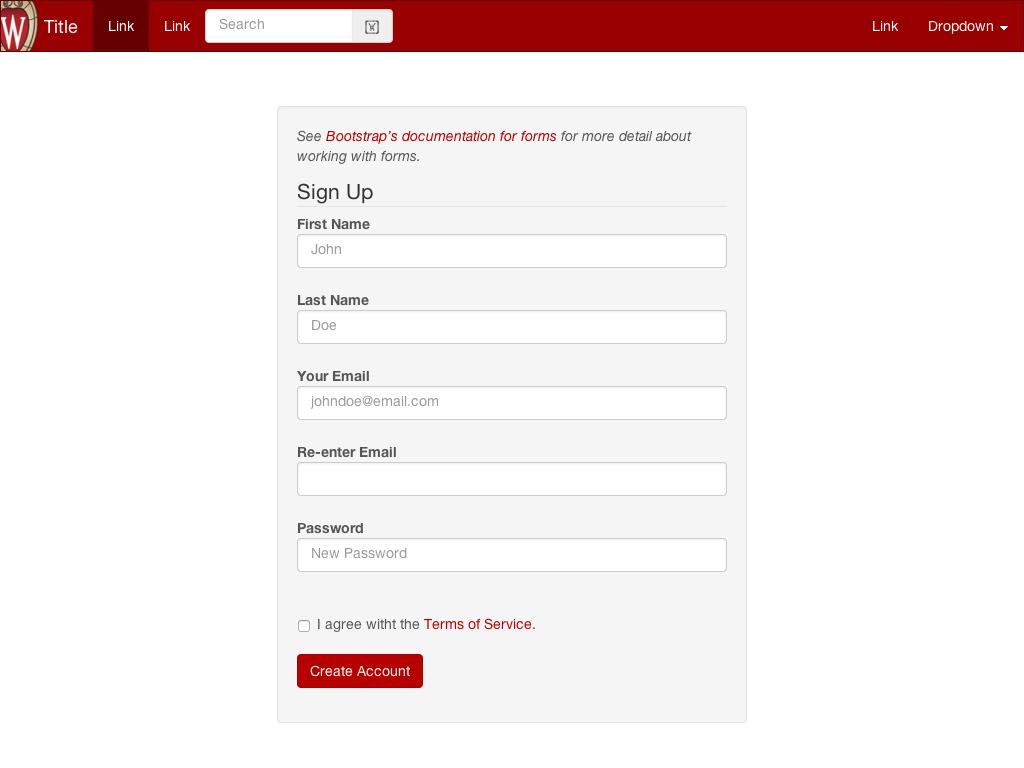 W Title Link Link Search Link Dropdown
See Bootstrap's documentation for forms for more detail about
working with forms.
Sign Up
First Name
John
Last Name
Doe
Your Email
johndoe@email.com
Re-enter Email
Password
New Password
I agree witht the Terms of Service.
Create Account